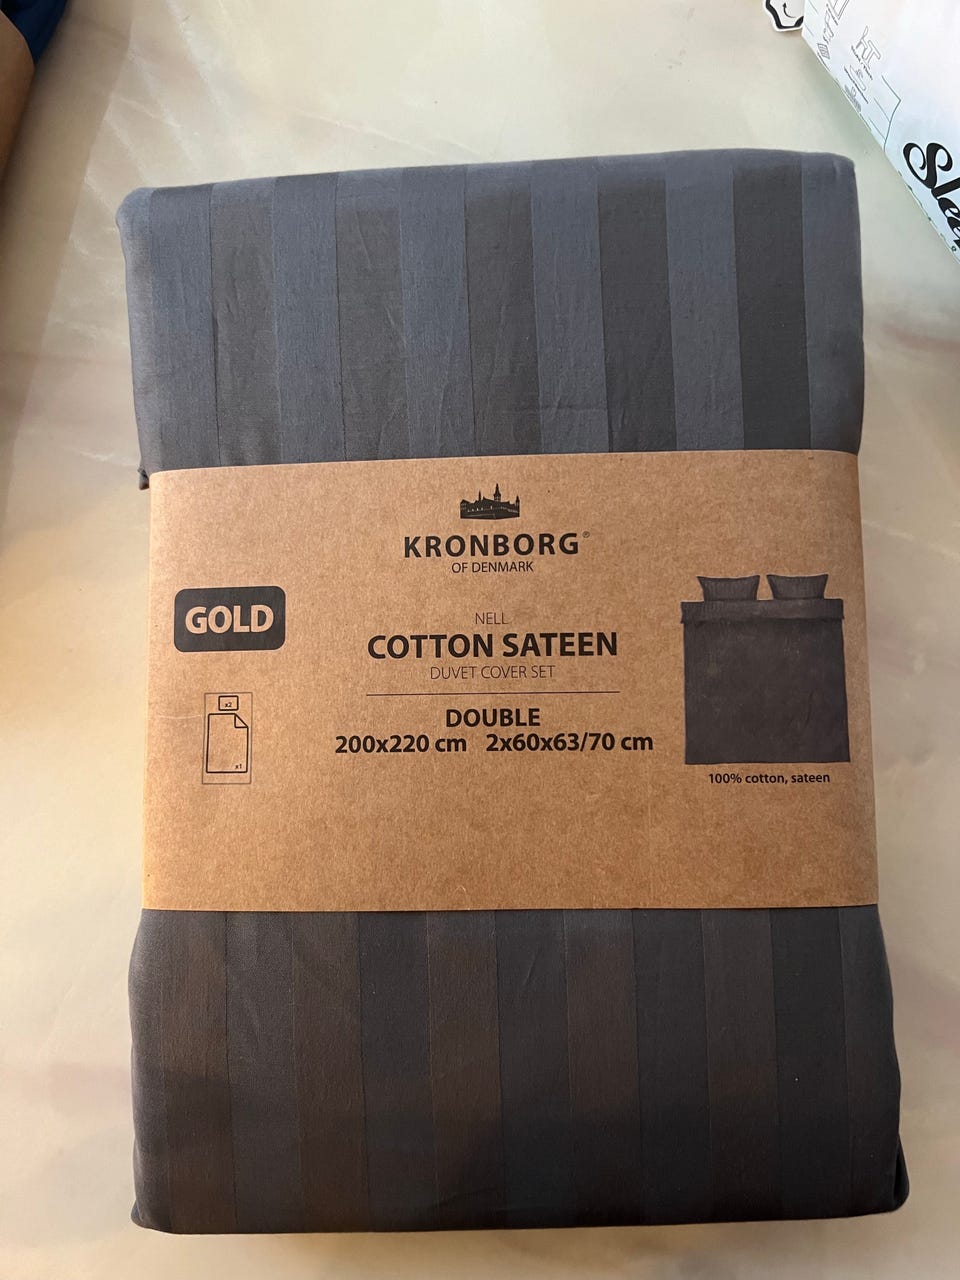 KRONBORG®
OF DENMARK
GOLD
NELL
COTTON SATEEN
DUVET COVER SET
DOUBLE
200x220 cm 2x60x63/70 cm
x2
x1
100% cotton, sateen